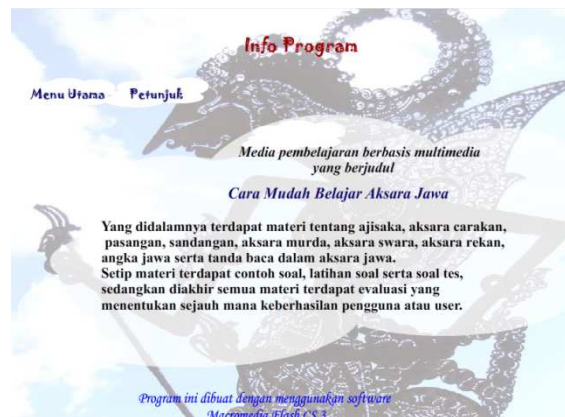 Info Program
Menu Utama Petunjuk
Media pembelajaran berbasis multimedia
yang berjudul
Cara Mudah Belajar Aksara Jawa
Yang didalamnya terdapat materi tentang ajisaka, aksara carakan,
pasangan, sandangan, aksara murda, aksara swara, aksara rekan,
angka jawa serta tanda baca dalam aksara jawa.
Setip materi terdapat contoh soal, latihan soal serta soal tes,
sedangkan diakhir semua materi terdapat evaluasi yang
menentukan sejauh mana keberhasilan pengguna atau user.
Program ini dibuat dengan menggunakan software
Macromedia Flash CS 3